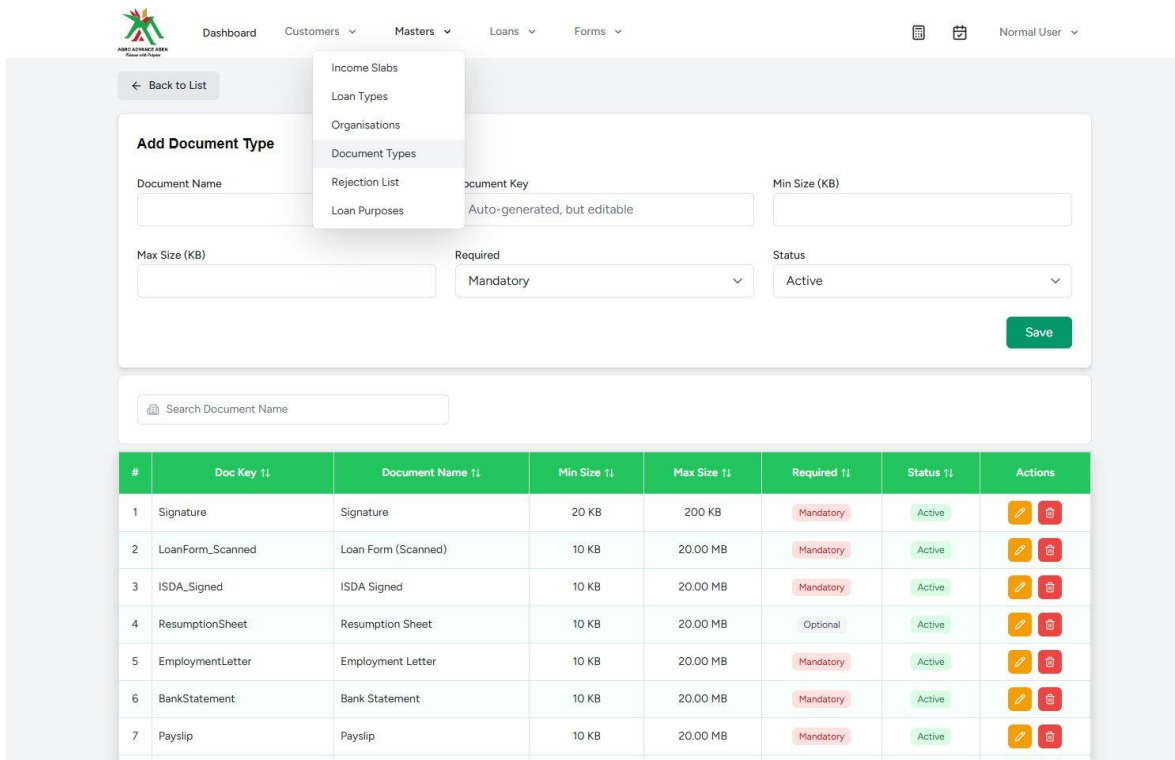 Dashboard Customers Masters Loans Forms Normal User
AGRO ADVANCE ABEN
← Back to List
Income Slabs
Loan Types
Organisations
Document Types
Rejection List
Loan Purposes
Add Document Type
Document Name ocument Key Min Size (KB)
Auto-generated, but editable
Max Size (KB) Required Status
Mandatory Active
Save
Search Document Name
# Doc Key ↑↓ Document Name ↑↓ Min Size ↑↓ Max Size ↑↓ Required ↑↓ Status ↑↓ Actions
1 Signature Signature 20 KB 200 KB Mandatory Active
2 LoanForm_Scanned Loan Form (Scanned) 10 KB 20.00 MB Mandatory Active
3 ISDA_Signed ISDA Signed 10 KB 20.00 MB Mandatory Active
4 ResumptionSheet Resumption Sheet 10 KB 20.00 MB Optional Active
5 EmploymentLetter Employment Letter 10 KB 20.00 MB Mandatory Active
6 BankStatement Bank Statement 10 KB 20.00 MB Mandatory Active
7 Payslip Payslip 10 KB 20.00 MB Mandatory Active